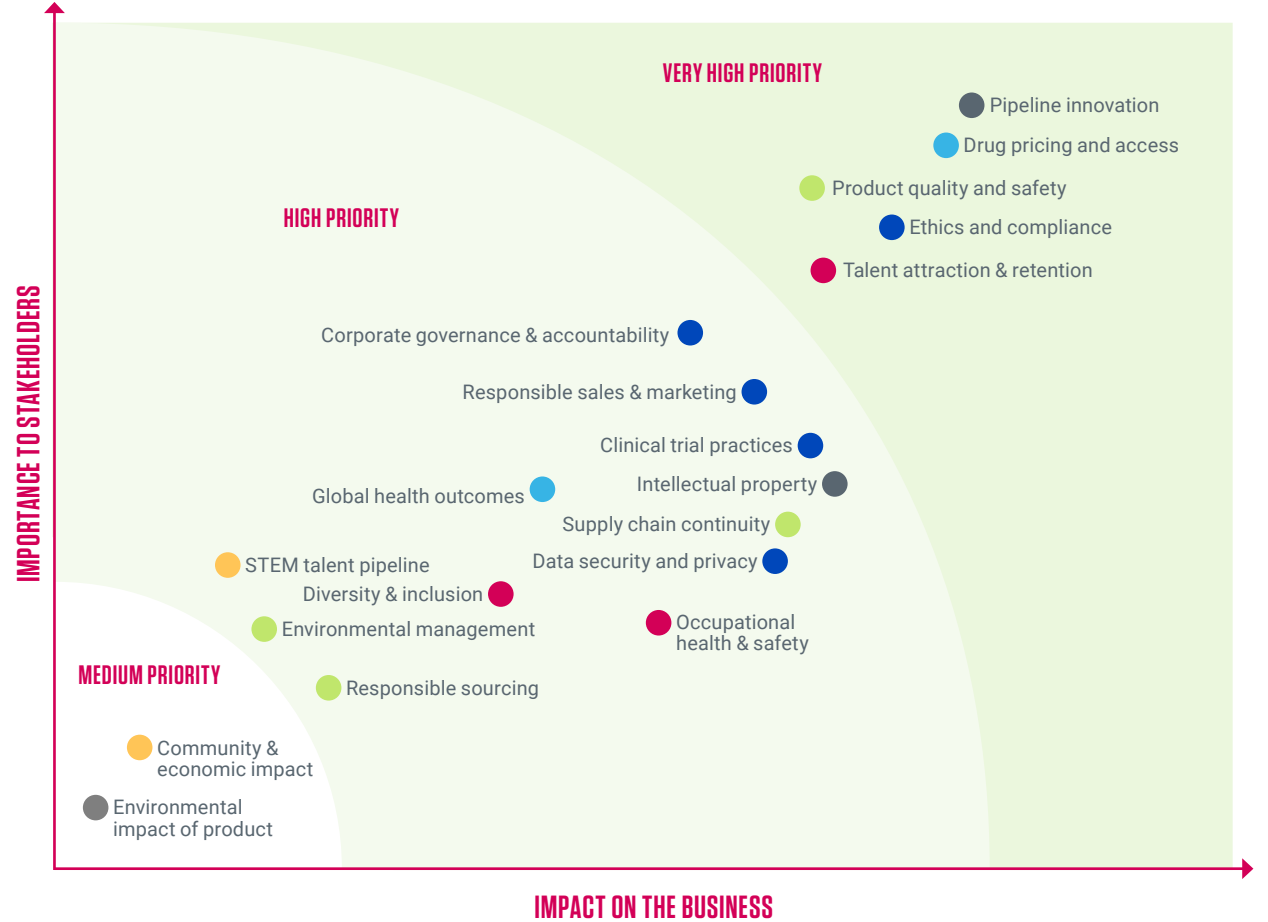 VERY HIGH PRIORITY
Pipeline innovation
Drug pricing and access
Product quality and safety
HIGH PRIORITY
Ethics and compliance
Talent attraction & retention
IMPORTANCE TO STAKEHOLDERS
Corporate governance & accountability
Responsible sales & marketing
Clinical trial practices
Intellectual property
Global health outcomes
Supply chain continuity
Data security and privacy
STEM talent pipeline
Diversity & inclusion
Environmental management
Occupational
health & safety
MEDIUM PRIORITY
Responsible sourcing
Community &
economic impact
Environmental
impact of product
IMPACT ON THE BUSINESS